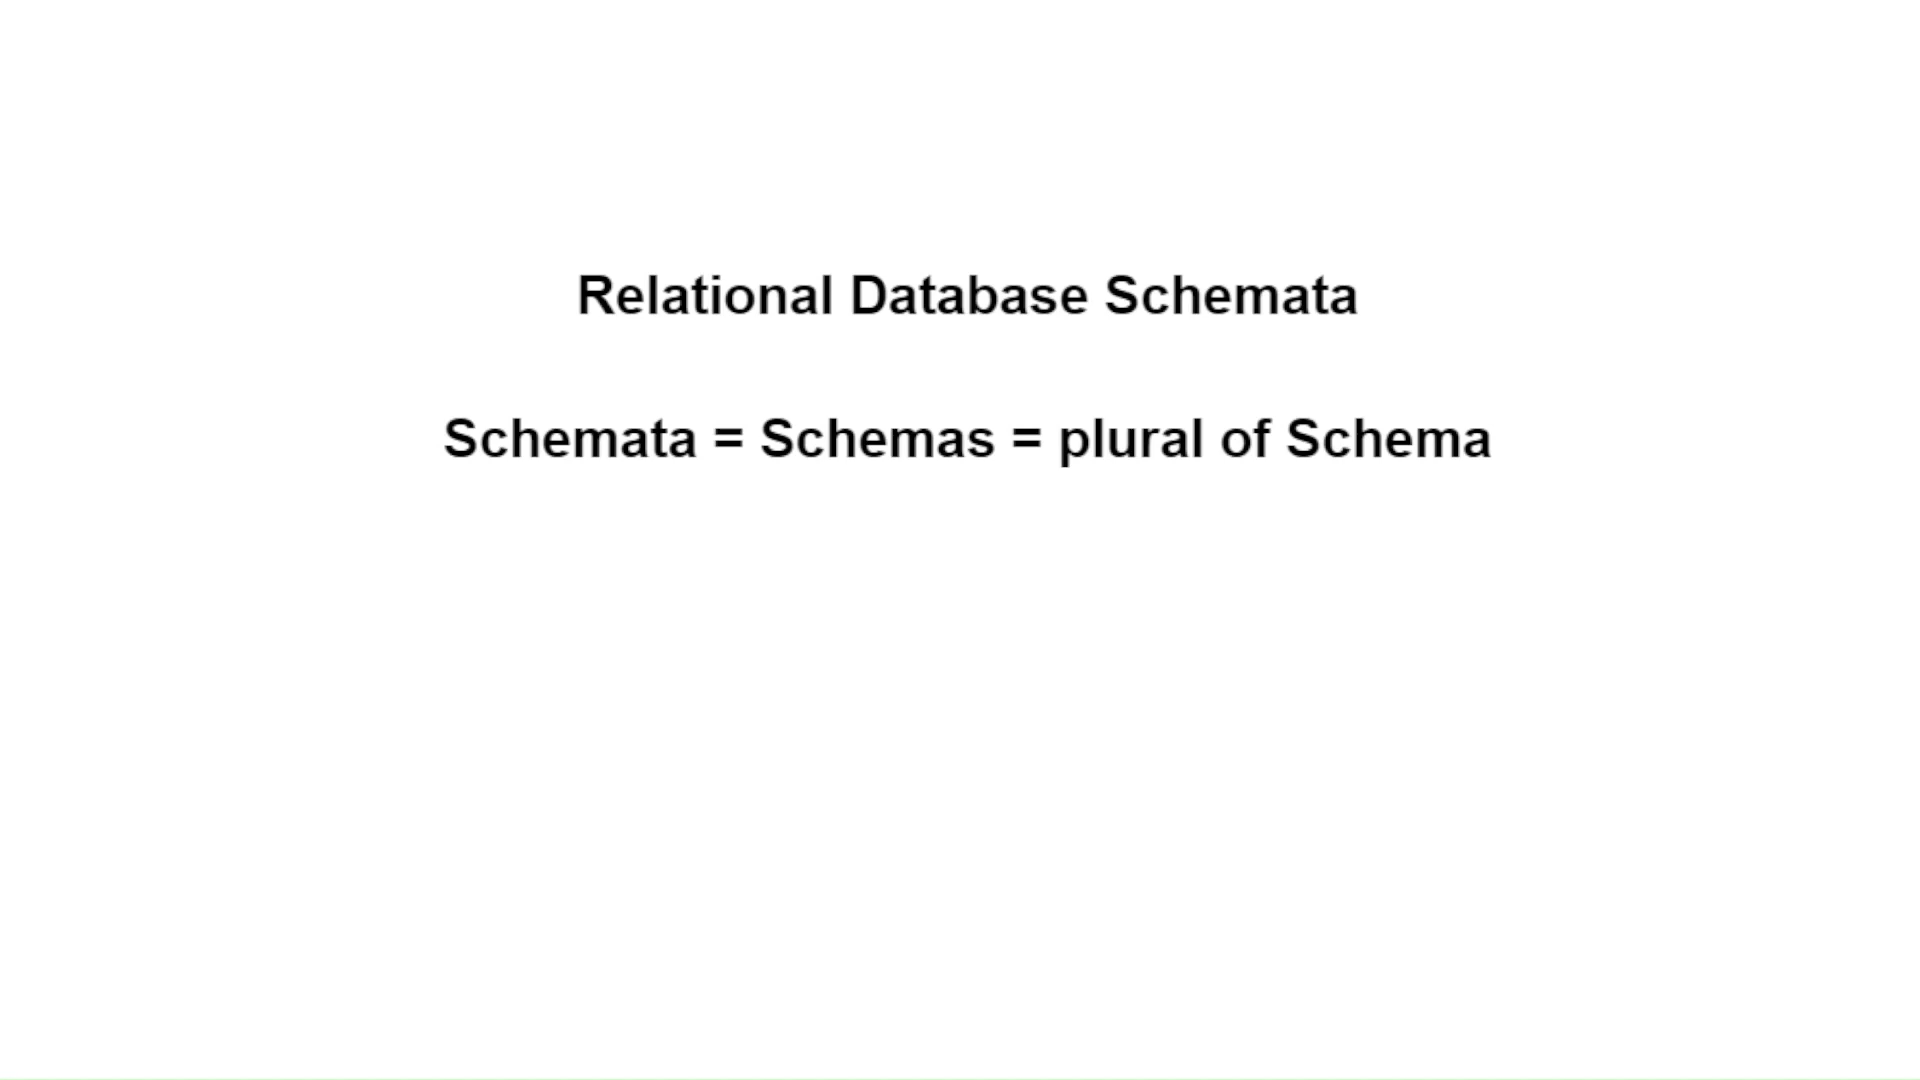 Relational Database Schemata
Schemata = Schemas = plural of Schema